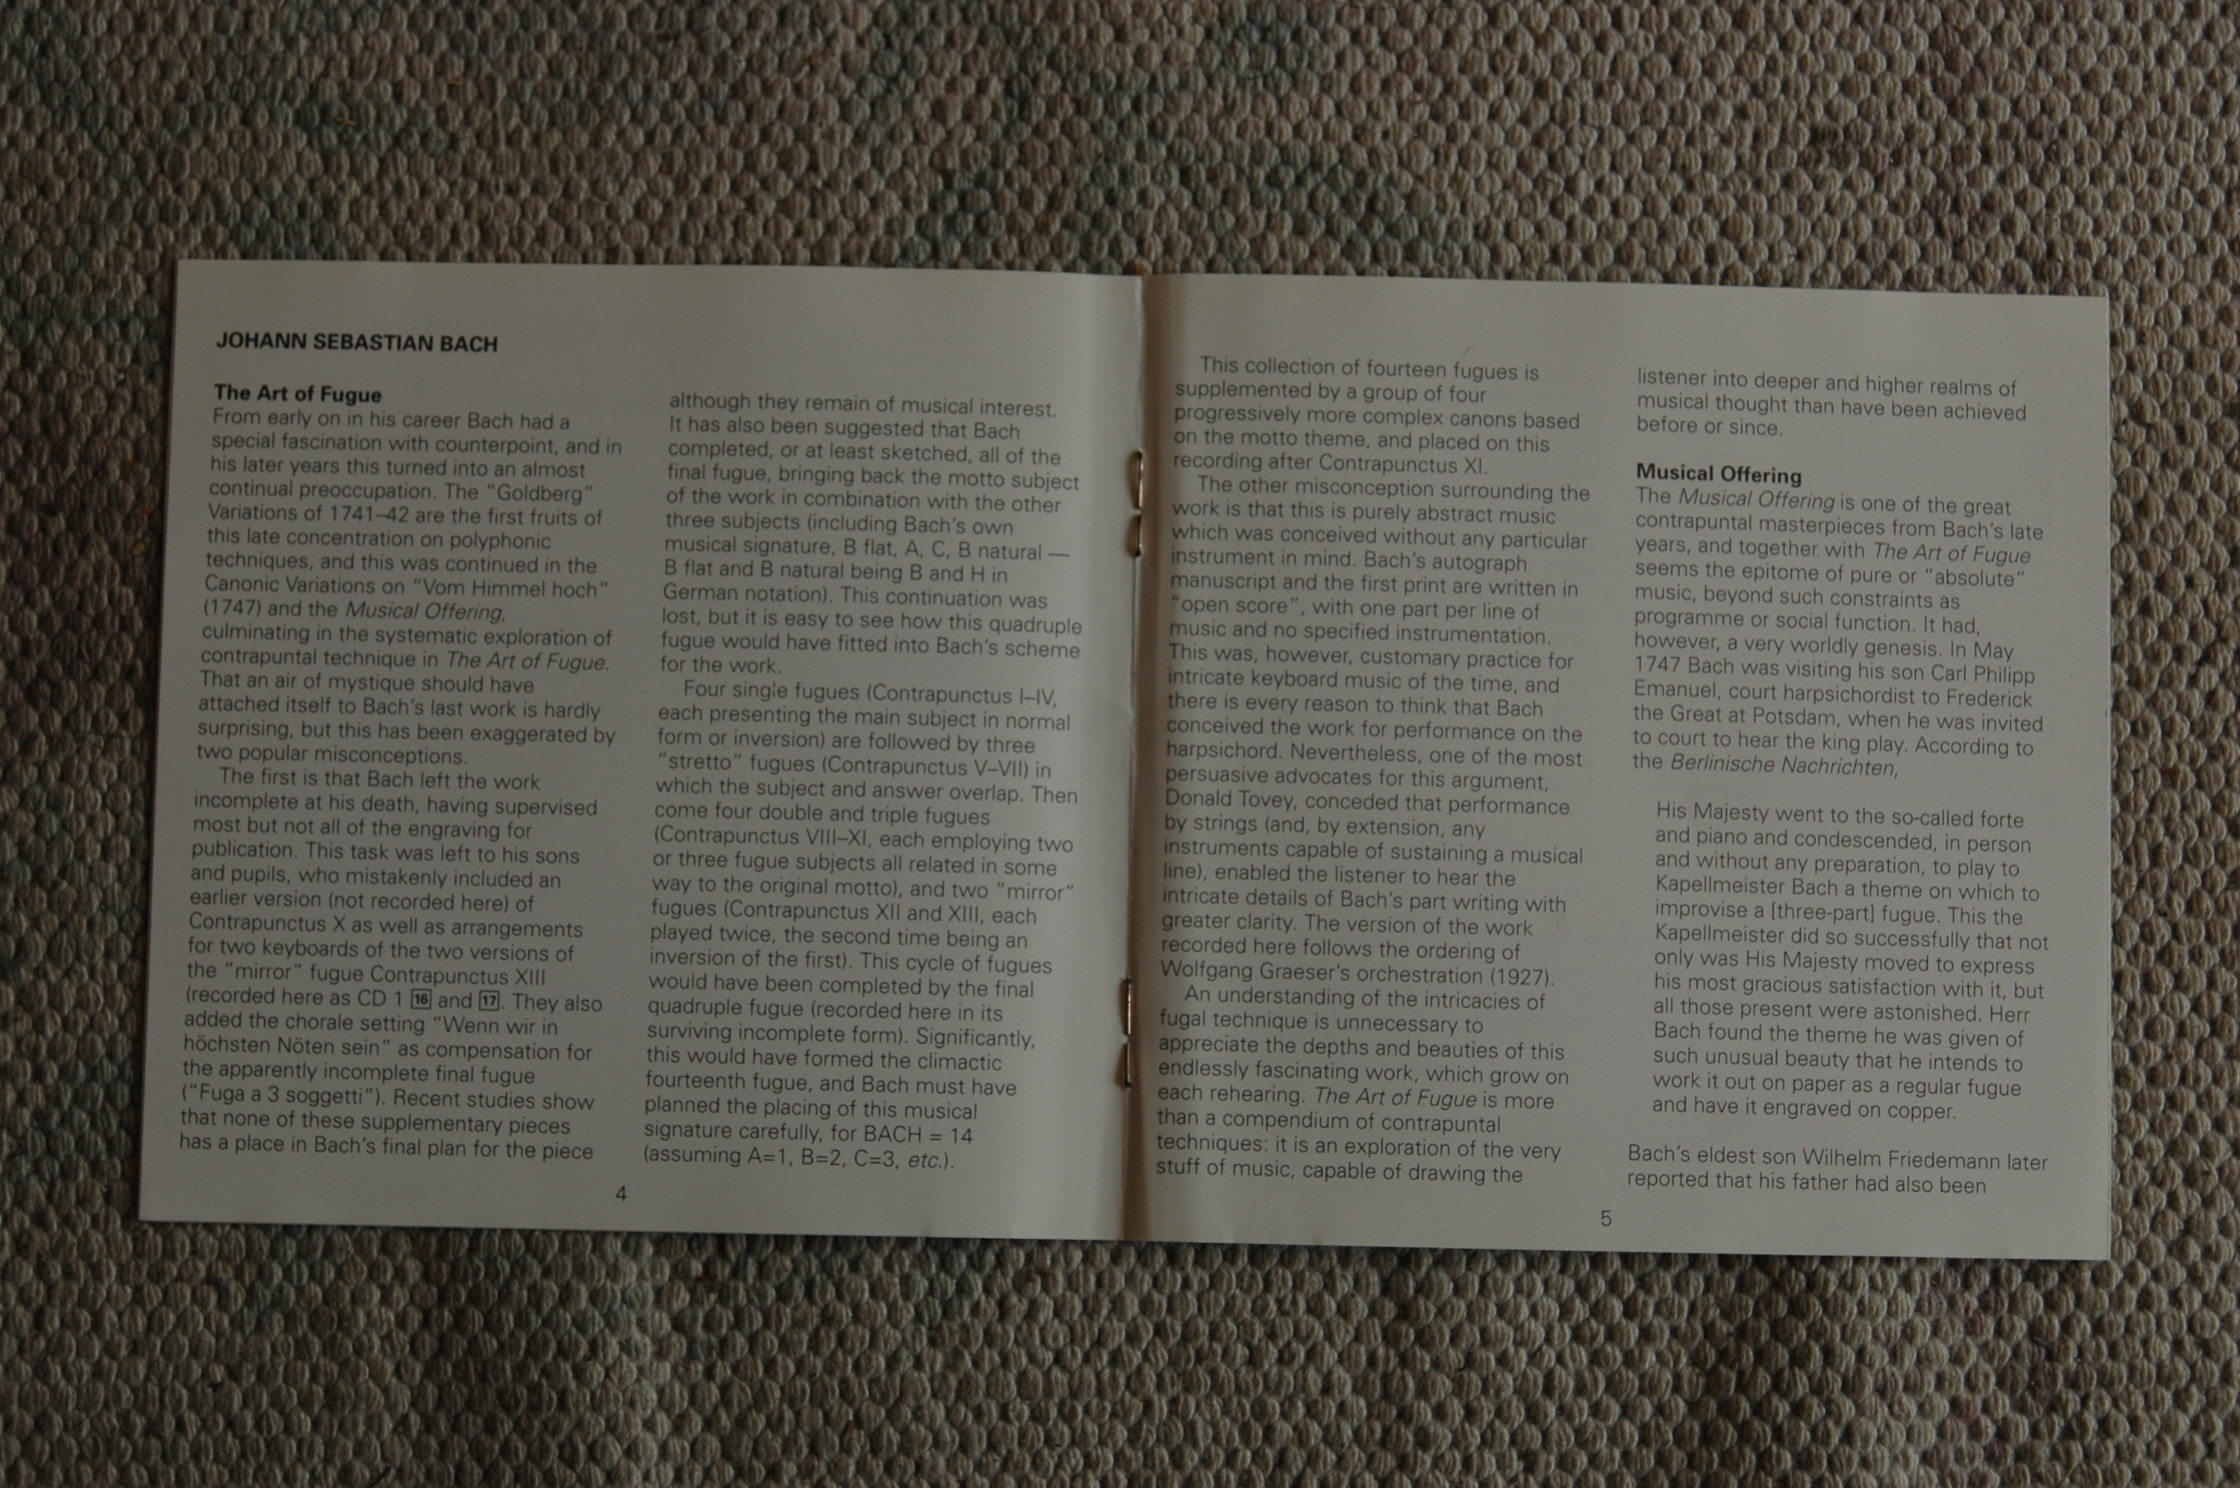 JOHANN SEBASTIAN BACH
The Art of Fugue
From early on in his career Bach had a
special fascination with counterpoint, and in
his later years this turned into an almost
continual preoccupation. The “Goldberg”
Variations of 1741–42 are the first fruits of
this late concentration on polyphonic
techniques, and this was continued in the
Canonic Variations on “Vom Himmel hoch”
(1747) and the Musical Offering,
culminating in the systematic exploration of
contrapuntal technique in The Art of Fugue.
That an air of mystique should have
attached itself to Bach’s last work is hardly
surprising, but this has been exaggerated by
two popular misconceptions.
The first is that Bach left the work
incomplete at his death, having supervised
most but not all of the engraving for
publication. This task was left to his sons
and pupils, who mistakenly included an
earlier version (not recorded here) of
Contrapunctus X as well as arrangements
for two keyboards of the two versions of
the “mirror” fugue Contrapunctus XIII
(recorded here as CD 1 16 and 17. They also
added the chorale setting “Wenn wir in
höchsten Nöten sein” as compensation for
the apparently incomplete final fugue
(“Fuga a 3 soggetti”). Recent studies show
that none of these supplementary pieces
has a place in Bach’s final plan for the piece
although they remain of musical interest.
It has also been suggested that Bach
completed, or at least sketched, all of the
final fugue, bringing back the motto subject
of the work in combination with the other
three subjects (including Bach’s own
musical signature, B flat, A, C, B natural —
B flat and B natural being B and H in
German notation). This continuation was
lost, but it is easy to see how this quadruple
fugue would have fitted into Bach’s scheme
for the work.
Four single fugues (Contrapunctus I–IV,
each presenting the main subject in normal
form or inversion) are followed by three
“stretto” fugues (Contrapunctus V–VII) in
which the subject and answer overlap. Then
come four double and triple fugues
(Contrapunctus VIII–XI, each employing two
or three fugue subjects all related in some
way to the original motto), and two “mirror”
fugues (Contrapunctus XII and XIII, each
played twice, the second time being an
inversion of the first). This cycle of fugues
would have been completed by the final
quadruple fugue (recorded here in its
surviving incomplete form). Significantly,
this would have formed the climactic
fourteenth fugue, and Bach must have
planned the placing of this musical
signature carefully, for BACH = 14
(assuming A=1, B=2, C=3, etc.).
4
This collection of fourteen fugues is
supplemented by a group of four
progressively more complex canons based
on the motto theme, and placed on this
recording after Contrapunctus XI.
The other misconception surrounding the
work is that this is purely abstract music
which was conceived without any particular
instrument in mind. Bach’s autograph
manuscript and the first print are written in
“open score”, with one part per line of
music and no specified instrumentation.
This was, however, customary practice for
intricate keyboard music of the time, and
there is every reason to think that Bach
conceived the work for performance on the
harpsichord. Nevertheless, one of the most
persuasive advocates for this argument,
Donald Tovey, conceded that performance
by strings (and, by extension, any
instruments capable of sustaining a musical
line), enabled the listener to hear the
intricate details of Bach’s part writing with
greater clarity. The version of the work
recorded here follows the ordering of
Wolfgang Graeser’s orchestration (1927).
An understanding of the intricacies of
fugal technique is unnecessary to
appreciate the depths and beauties of this
endlessly fascinating work, which grow on
each rehearing. The Art of Fugue is more
than a compendium of contrapuntal
techniques: it is an exploration of the very
stuff of music, capable of drawing the
listener into deeper and higher realms of
musical thought than have been achieved
before or since.
Musical Offering
The Musical Offering is one of the great
contrapuntal masterpieces from Bach’s late
years, and together with The Art of Fugue
seems the epitome of pure or “absolute”
music, beyond such constraints as
programme or social function. It had,
however, a very worldly genesis. In May
1747 Bach was visiting his son Carl Philipp
Emanuel, court harpsichordist to Frederick
the Great at Potsdam, when he was invited
to court to hear the king play. According to
the Berlinische Nachrichten,
His Majesty went to the so-called forte
and piano and condescended, in person
and without any preparation, to play to
Kapellmeister Bach a theme on which to
improvise a [three-part] fugue. This the
Kapellmeister did so successfully that not
only was His Majesty moved to express
his most gracious satisfaction with it, but
all those present were astonished. Herr
Bach found the theme he was given of
such unusual beauty that he intends to
work it out on paper as a regular fugue
and have it engraved on copper.
Bach’s eldest son Wilhelm Friedemann later
reported that his father had also been
5